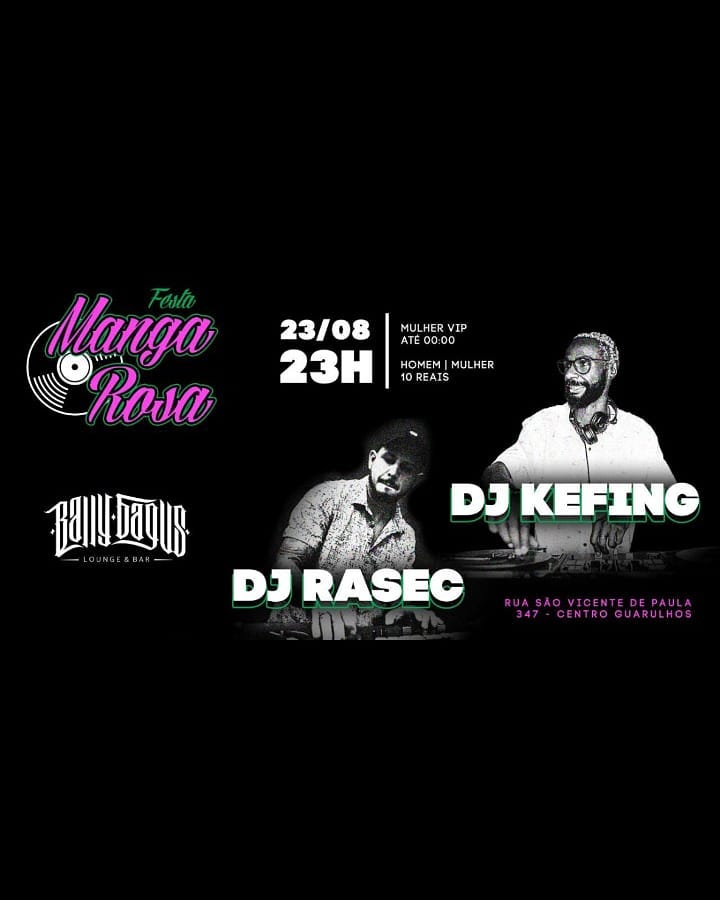 Festa
Manga
Rosa
23/08
23H
MULHER VIP
ATÉ 00:00
HOMEM | MULHER
10 REAIS
Bally Bagus
LOUNGE & BAR
DJ KEFING
DJ RASEC
RUA SÃO VICENTE DE PAULA
347 - CENTRO GUARULHOS